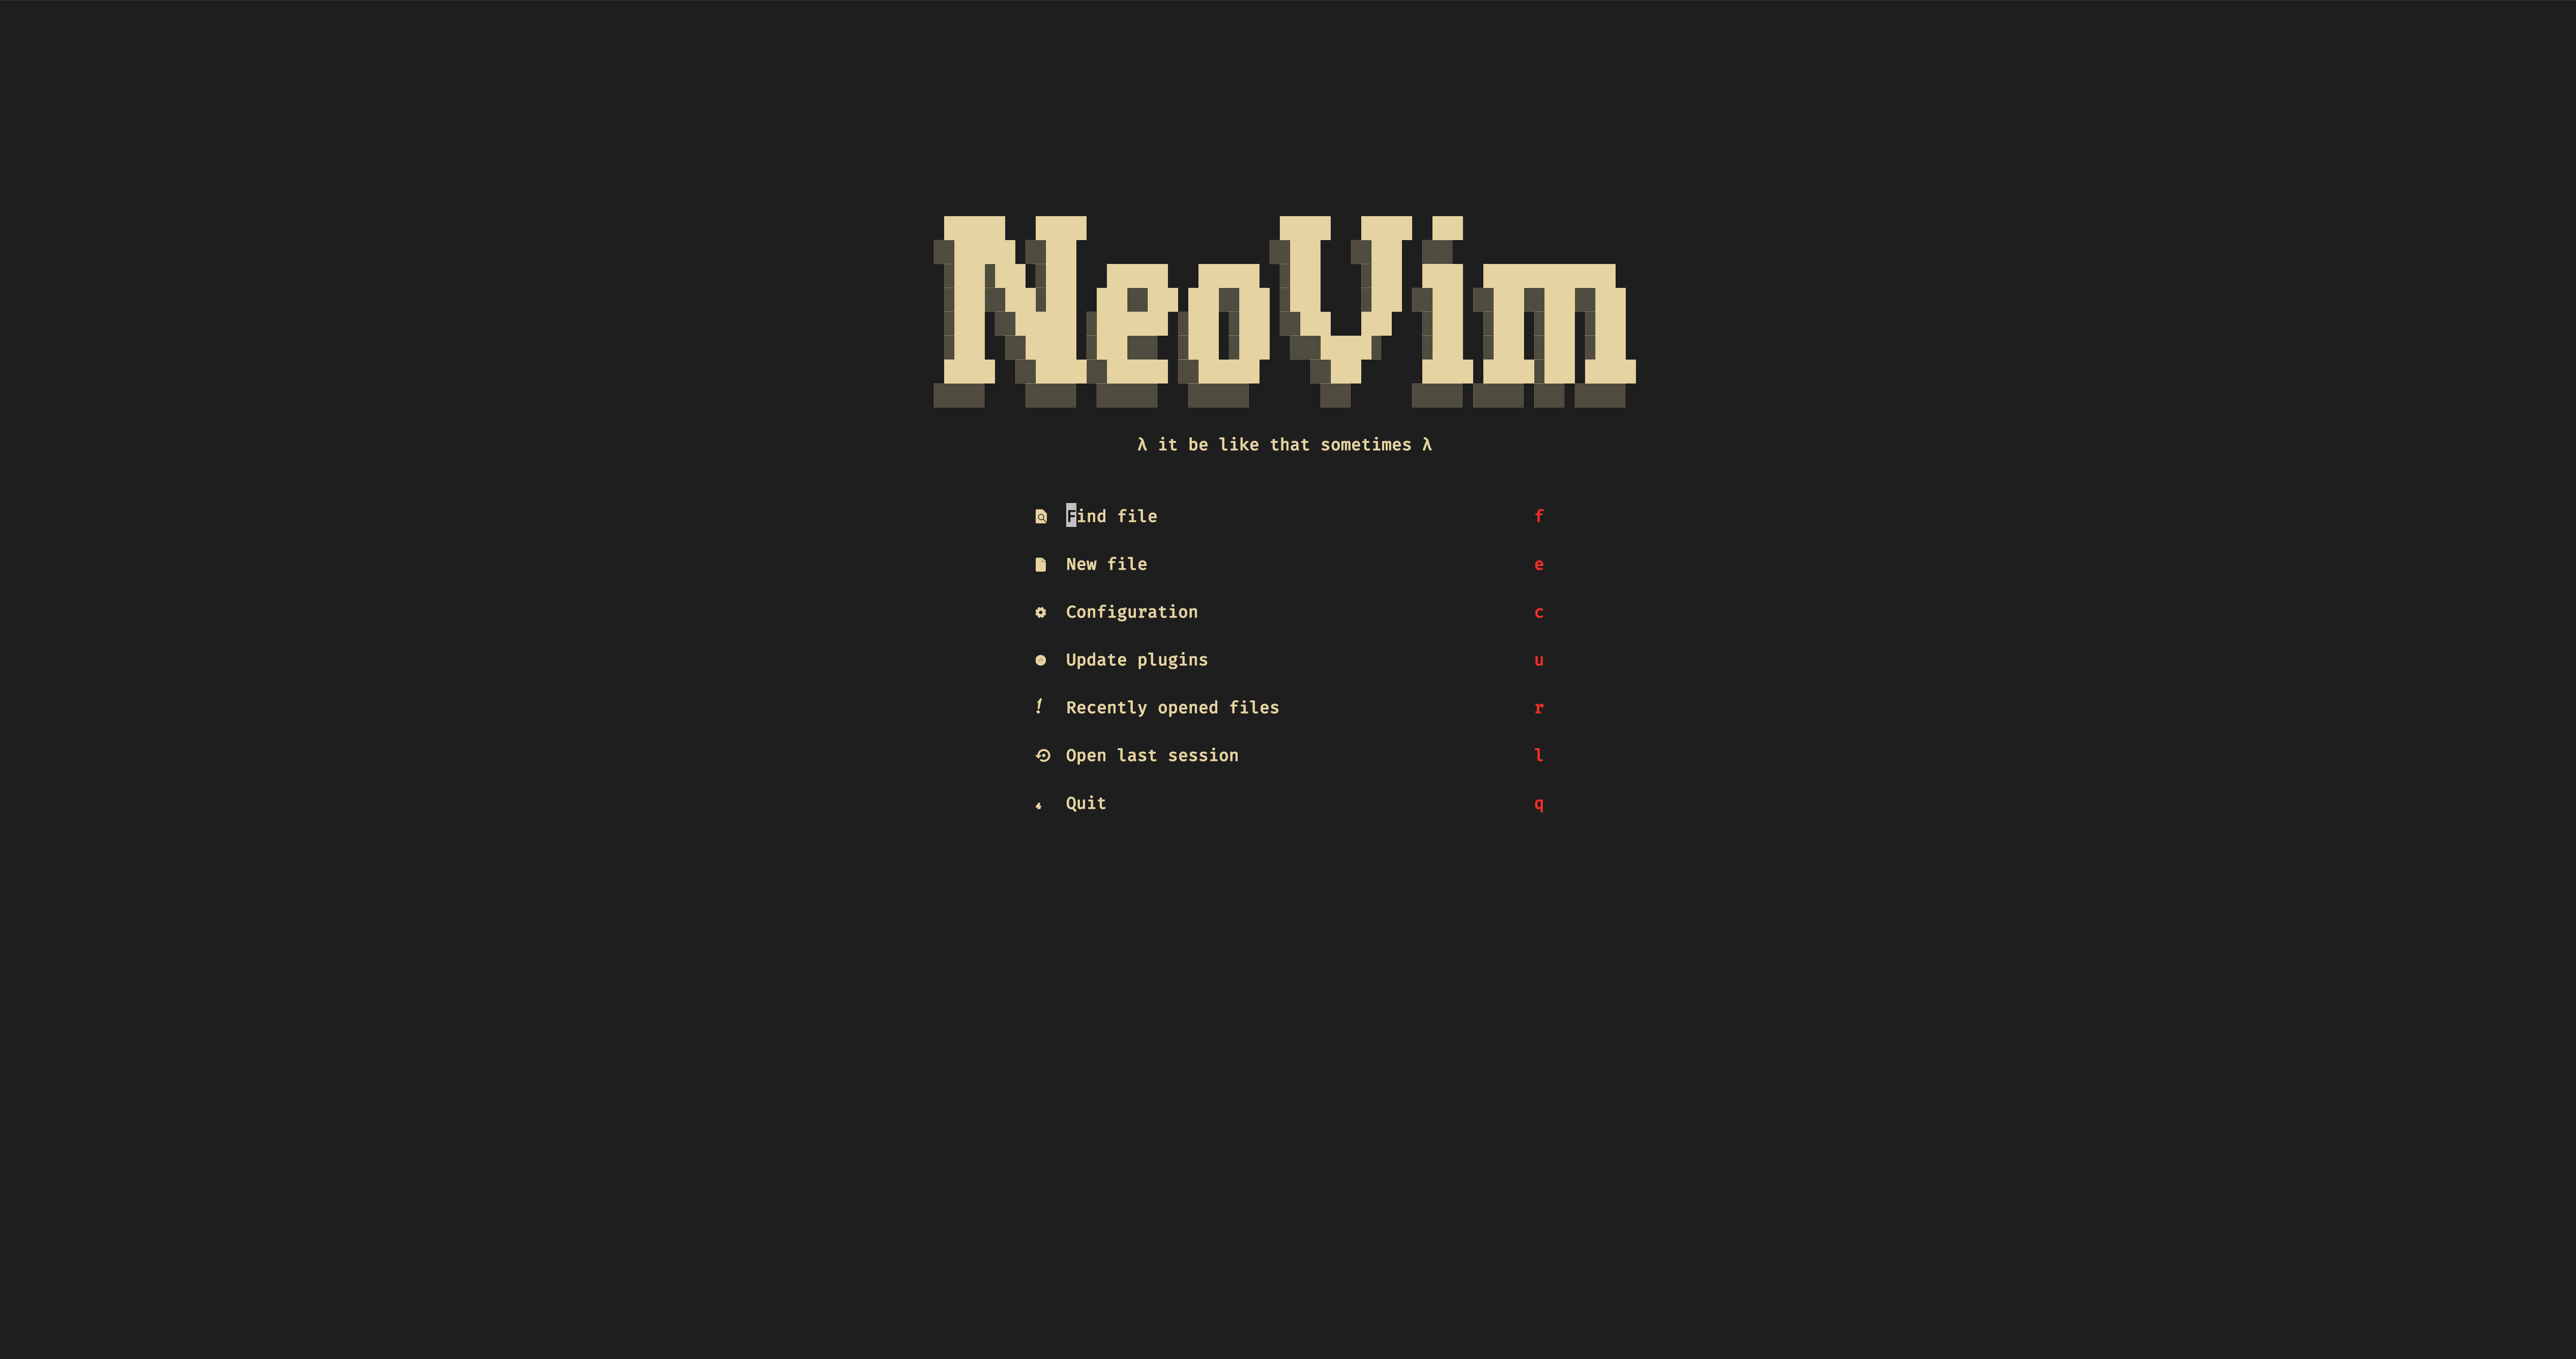 NeoVim
λ it be like that sometimes λ
Find file f
New file e
Configuration c
Update plugins u
Recently opened files r
Open last session l
Quit q